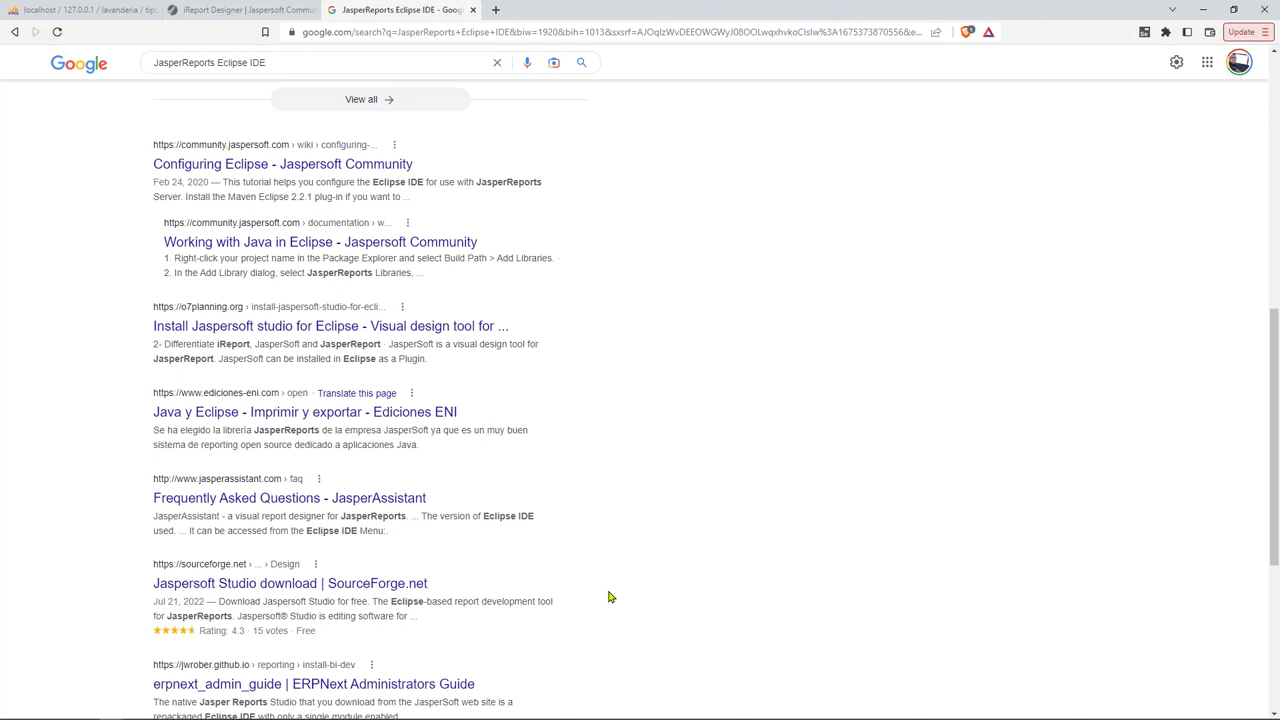 localhost / 127.0.0.1 / lavanderia / tip
iReport Designer | Jaspersoft Commun
JasperReports Eclipse IDE - Goog
google.com/search?q=JasperReports+Eclipse+IDE&biw=1920&bih=1013&sxsrf=AJOqlzWvDEEOWGWyJ08OOLwqxhvkoCIsIw%3A1675373870556&e...
Update
Google
JasperReports Eclipse IDE
View all
https://community.jaspersoft.com › wiki › configuring-...
Configuring Eclipse - Jaspersoft Community
Feb 24, 2020 — This tutorial helps you configure the Eclipse IDE for use with JasperReports
Server. Install the Maven Eclipse 2.2.1 plug-in if you want to ...
https://community.jaspersoft.com › documentation › w...
Working with Java in Eclipse - Jaspersoft Community
1. Right-click your project name in the Package Explorer and select Build Path > Add Libraries. ·
2. In the Add Library dialog, select JasperReports Libraries, ...
https://o7planning.org › install-jaspersoft-studio-for-ecli...
Install Jaspersoft studio for Eclipse - Visual design tool for ...
2- Differentiate iReport, JasperSoft and JasperReport · JasperSoft is a visual design tool for
JasperReport. JasperSoft can be installed in Eclipse as a Plugin.
https://www.ediciones-eni.com › open · Translate this page
Java y Eclipse - Imprimir y exportar - Ediciones ENI
Se ha elegido la librería JasperReports de la empresa JasperSoft ya que es un muy buen
sistema de reporting open source dedicado a aplicaciones Java.
http://www.jasperassistant.com › faq
Frequently Asked Questions - JasperAssistant
JasperAssistant - a visual report designer for JasperReports. ... The version of Eclipse IDE
used. ... It can be accessed from the Eclipse IDE Menu:.
https://sourceforge.net › ... › Design
Jaspersoft Studio download | SourceForge.net
Jul 21, 2022 — Download Jaspersoft Studio for free. The Eclipse-based report development tool
for JasperReports. Jaspersoft® Studio is editing software for ...
Rating: 4.3 · 15 votes · Free
https://jwrober.github.io › reporting › install-bi-dev
erpnext_admin_guide | ERPNext Administrators Guide
The native Jasper Reports Studio that you download from the JasperSoft web site is a
repackaged Eclipse IDE with only a single module enabled.